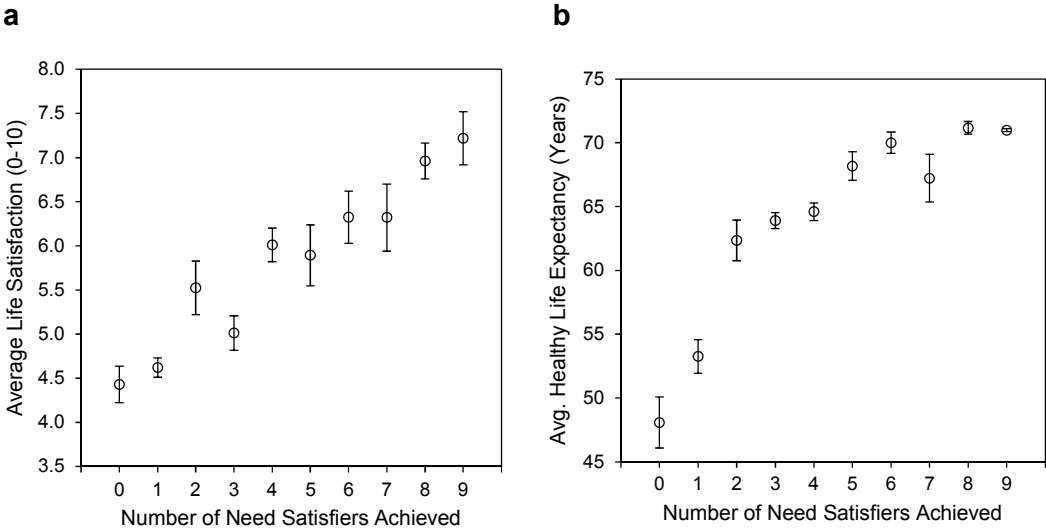 a
Average Life Satisfaction (0-10)
8.0
7.5
7.0
6.5
6.0
5.5
5.0
4.5
4.0
3.5
0 1 2 3 4 5 6 7 8 9
Number of Need Satisfiers Achieved
b
Avg. Healthy Life Expectancy (Years)
75
70
65
60
55
50
45
0 1 2 3 4 5 6 7 8 9
Number of Need Satisfiers Achieved